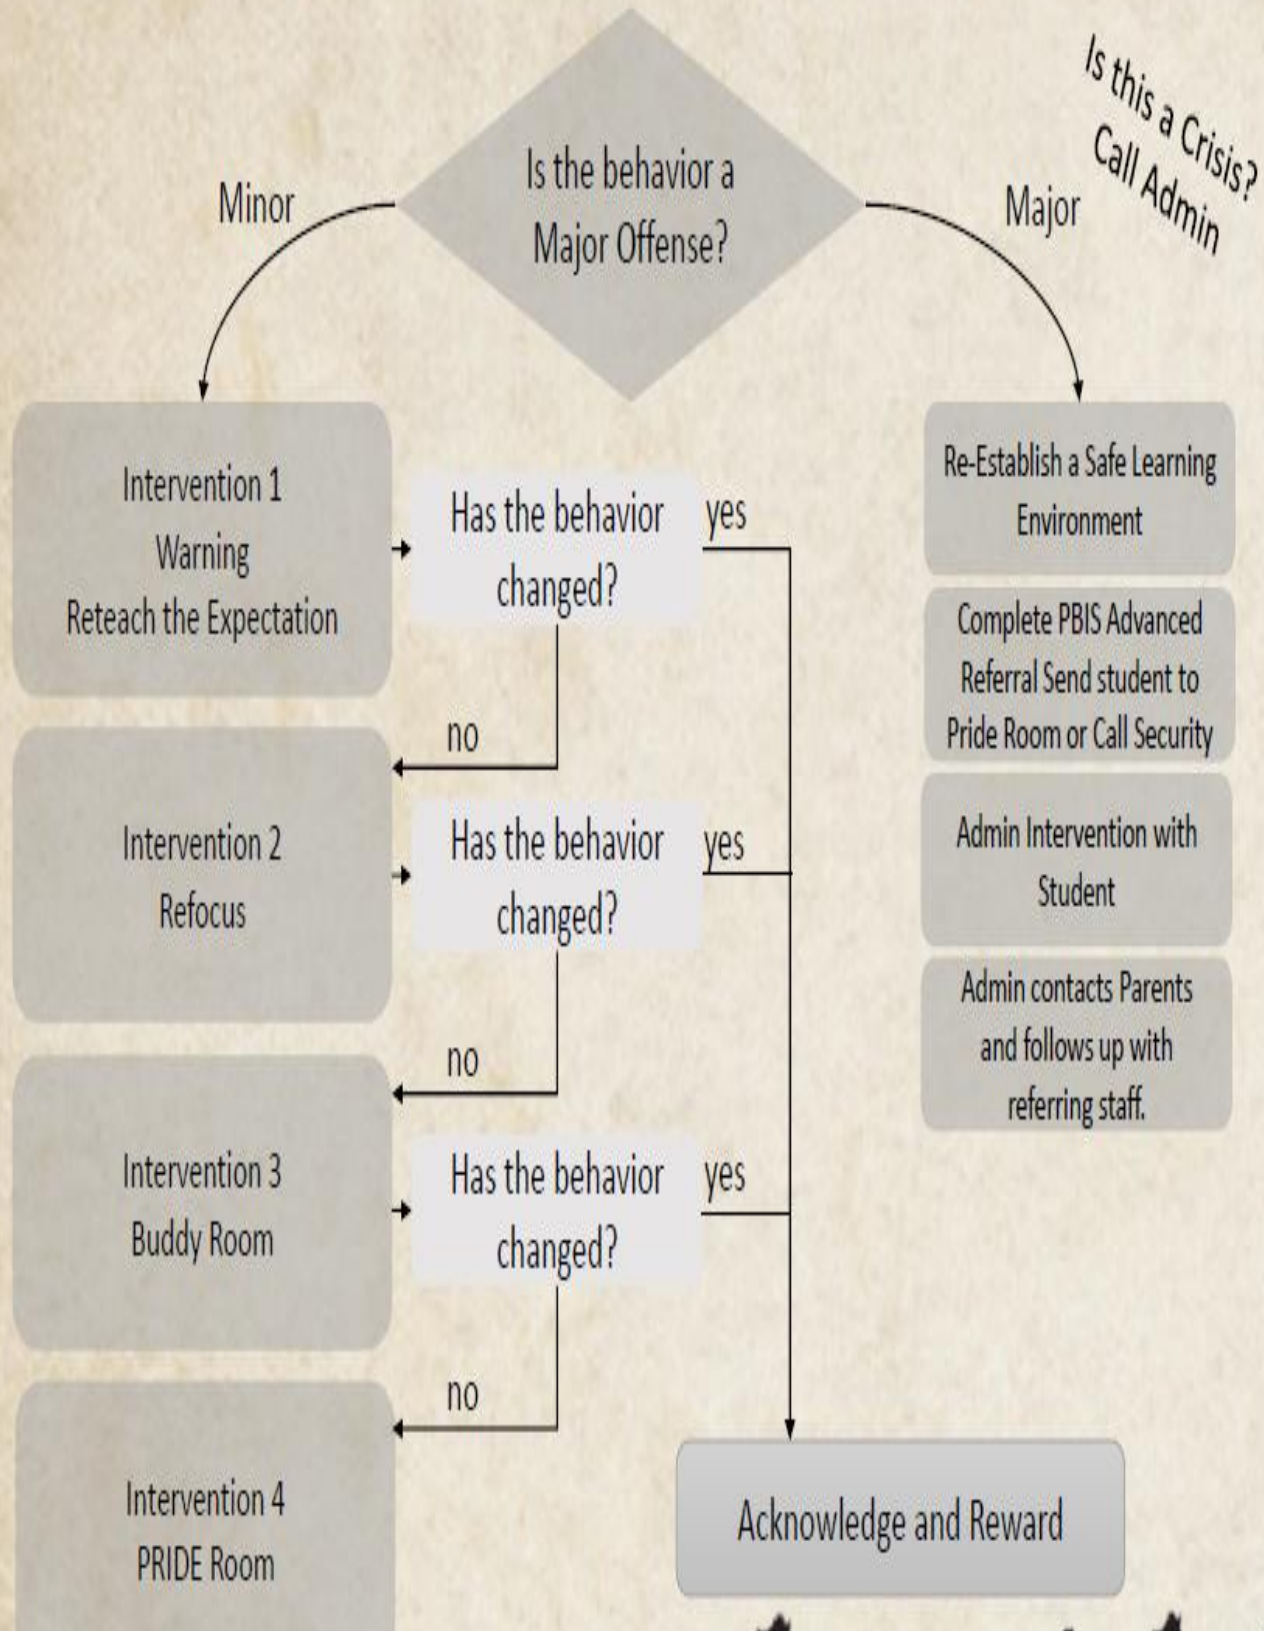 Is the behavior a
Major Offense?
Minor
Major
Is this a Crisis?
Call Admin
Intervention 1
Warning
Reteach the Expectation
Has the behavior
changed?
yes
no
Intervention 2
Refocus
Has the behavior
changed?
yes
no
Intervention 3
Buddy Room
Has the behavior
changed?
yes
no
Intervention 4
PRIDE Room
Re-Establish a Safe Learning
Environment
Complete PBIS Advanced
Referral Send student to
Pride Room or Call Security
Admin Intervention with
Student
Admin contacts Parents
and follows up with
referring staff.
Acknowledge and Reward